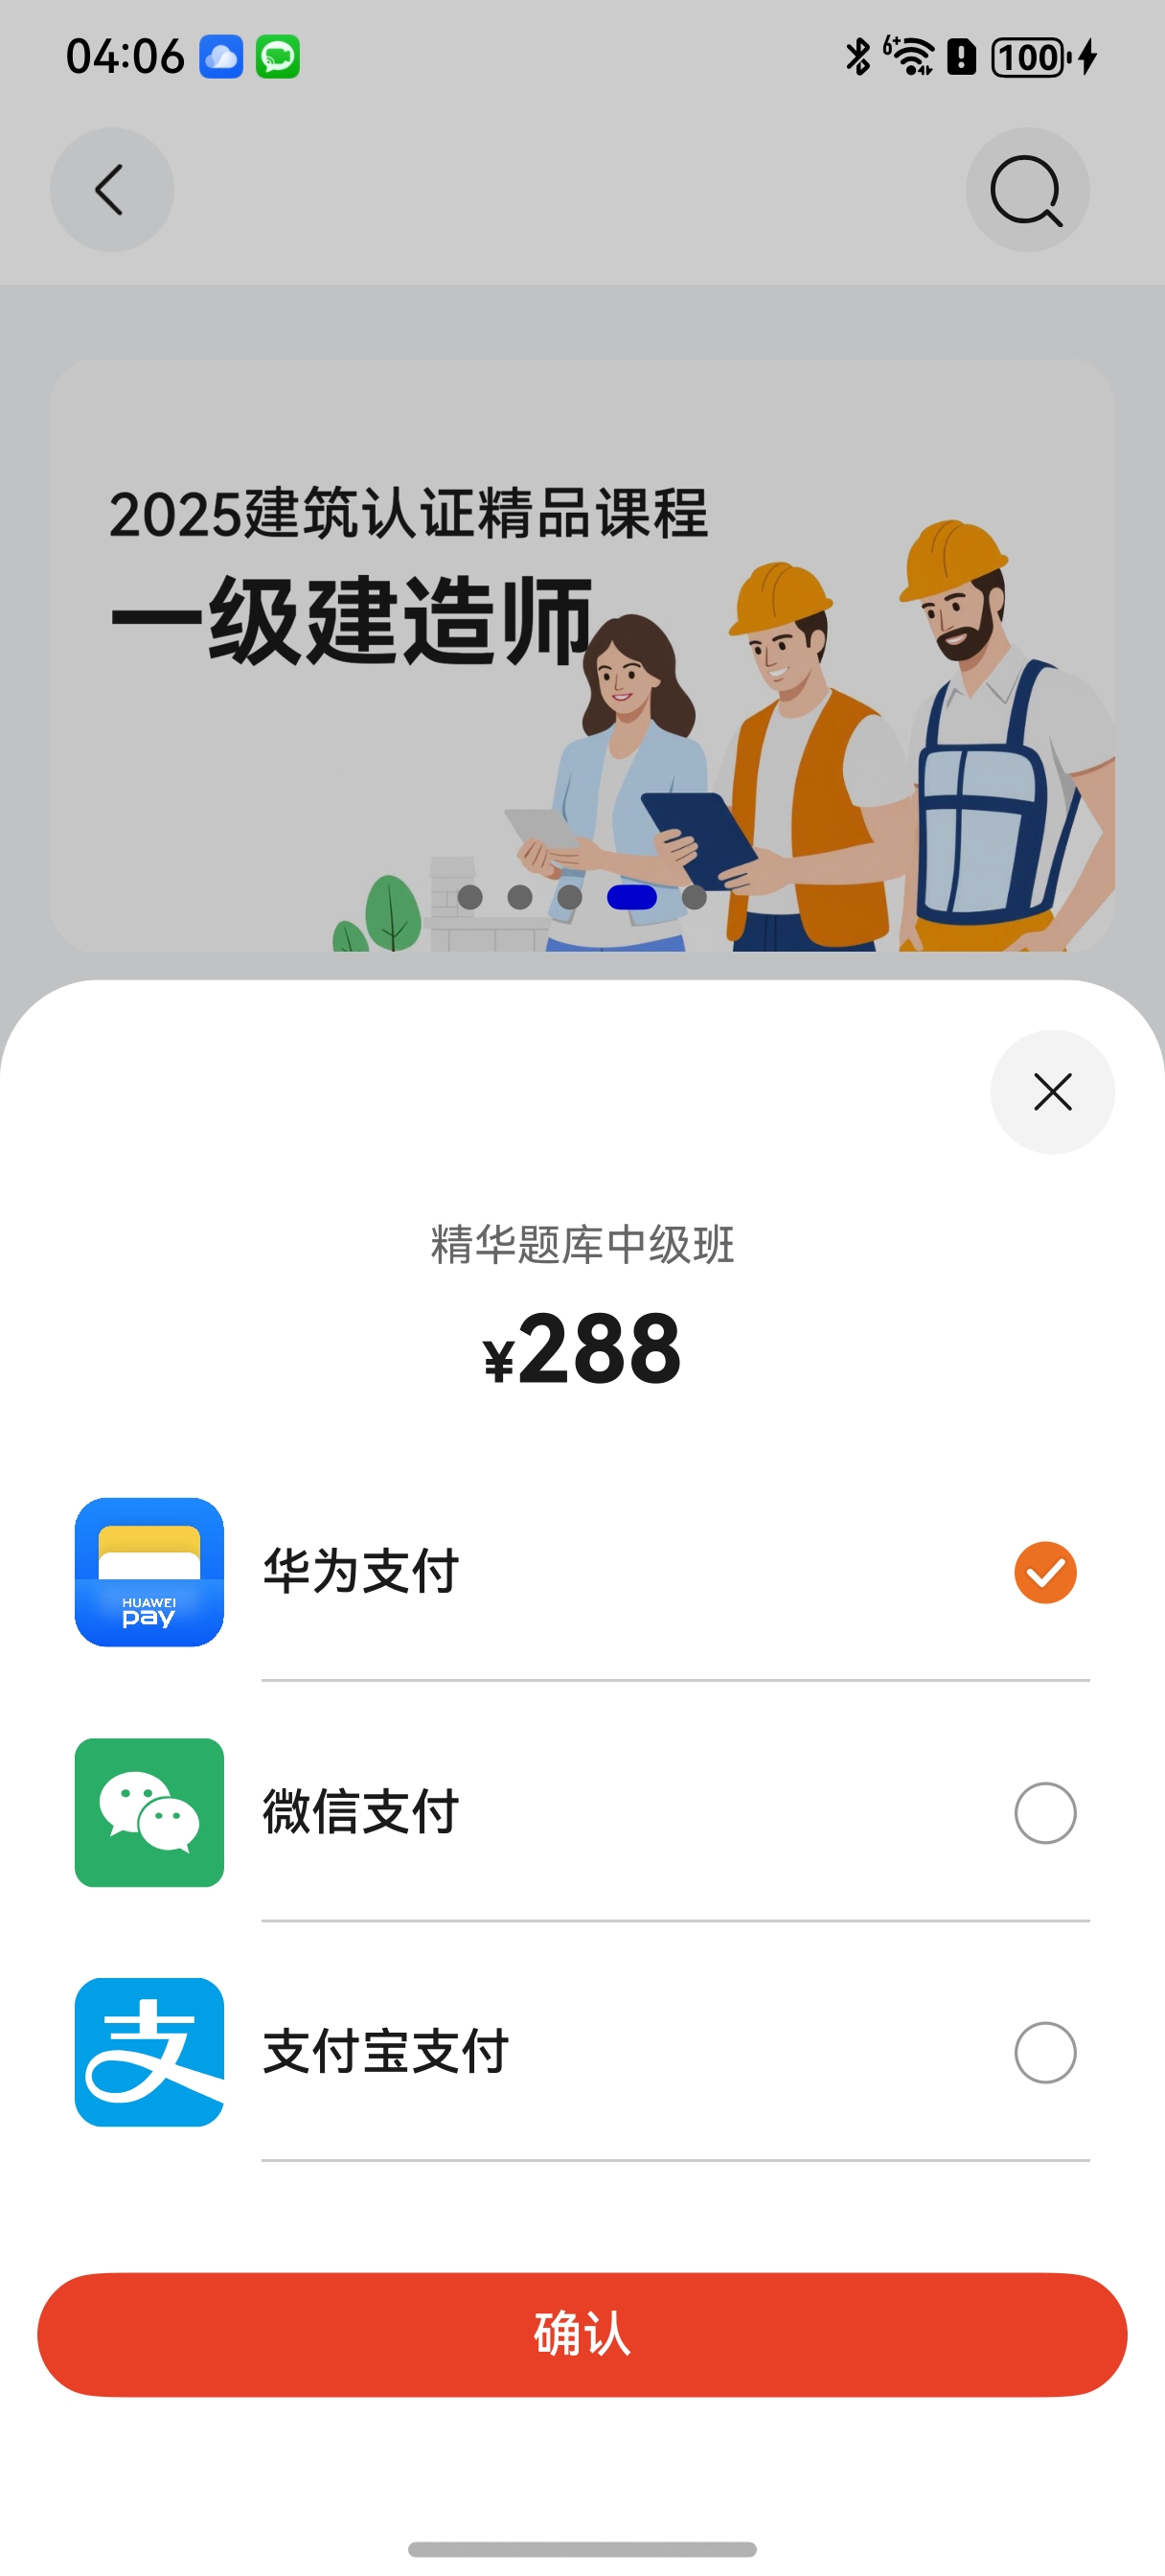 04:06
6+
100
2025建筑认证精品课程
一级建造师
精华题库中级班
¥288
HUAWEI
pay
华为支付
微信支付
支
支付宝支付
确认